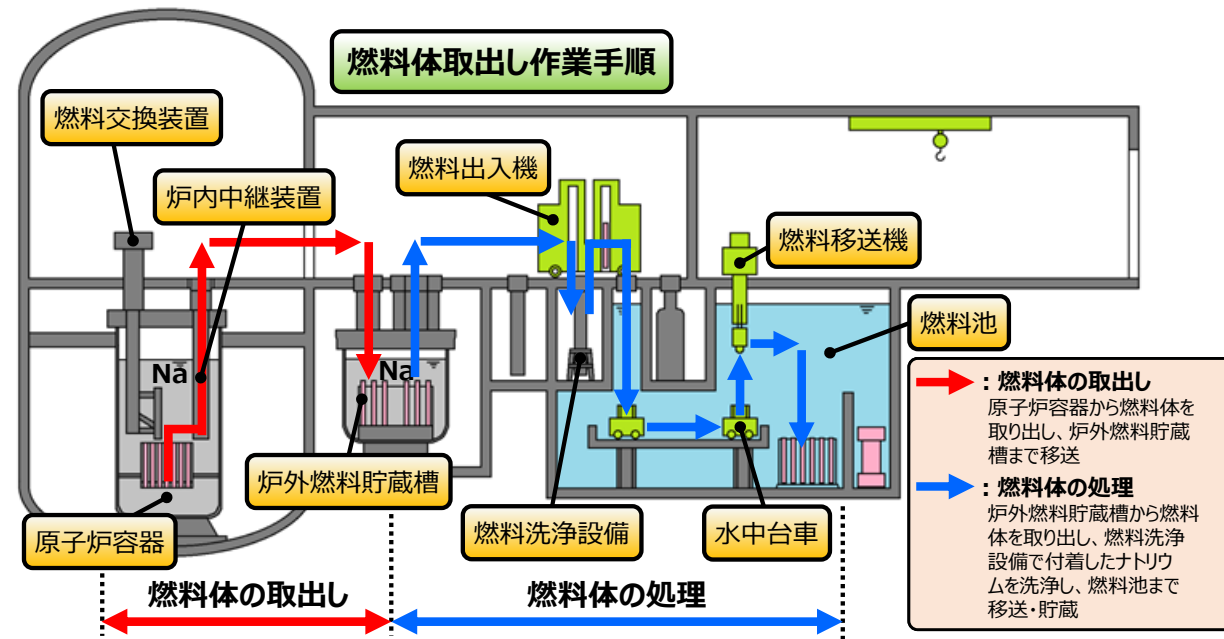 燃料体取出し作業手順
燃料交換装置
炉内中継装置
燃料出入機
燃料移送機
燃料池
Na
Na
炉外燃料貯蔵槽
原子炉容器
燃料洗浄設備
水中台車
：燃料体の取出し
原子炉容器から燃料体を
取り出し、炉外燃料貯蔵
槽まで移送
：燃料体の処理
炉外燃料貯蔵槽から燃料
体を取り出し、燃料洗浄
設備で付着したナトリウ
ムを洗浄し、燃料池まで
移送・貯蔵
燃料体の取出し
燃料体の処理